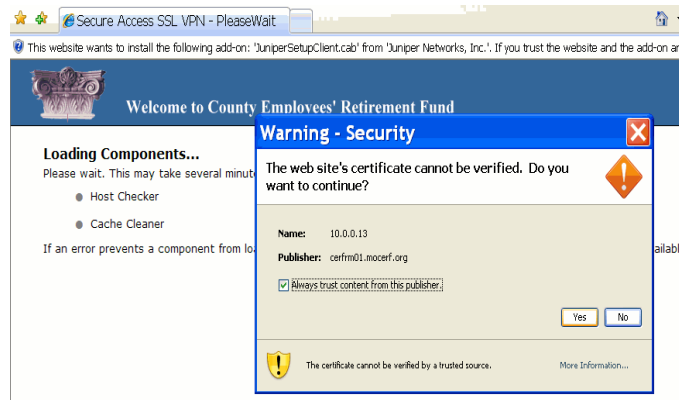 Secure Access SSL VPN - PleaseWait
This website wants to install the following add-on: 'JuniperSetupClient.cab' from 'Juniper Networks, Inc.'. If you trust the website and the add-on
Welcome to County Employees' Retirement Fund
Warning - Security
Loading Components...
Please wait. This may take several
The web site's certificate cannot be verified. Do you
want to continue?
Host Checker
Cache Cleaner
If an error prevents a component from
Name: 10.0.0.13
Publisher: cerfrm01.mocerf.org
Always trust content from this publisher.
Yes No
The certificate cannot be verified by a trusted source. More Information...